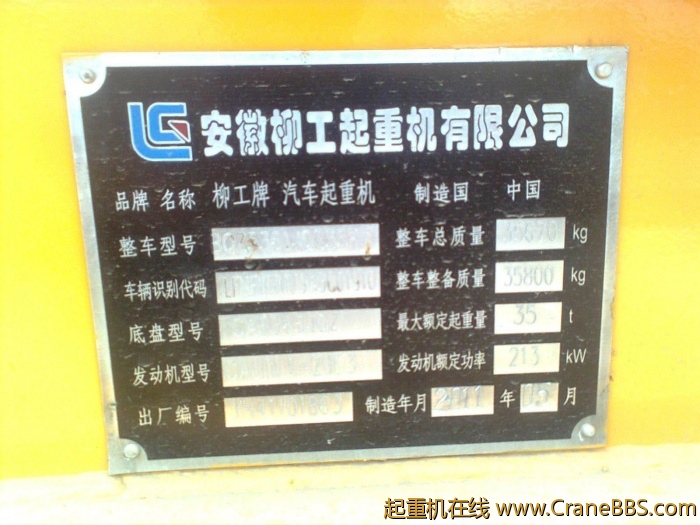 LG 安徽柳工起重机有限公司
品牌 名称 柳工牌 汽车起重机 制造国 中国
整车型号 整车总质量 kg
车辆识别代码 整车整备质量 35800 kg
底盘型号 最大额定起重量 35 t
发动机型号 发动机额定功率 213 kW
出厂编号 制造年月 2011 年 05 月
起重机在线 www.CraneBBS.com